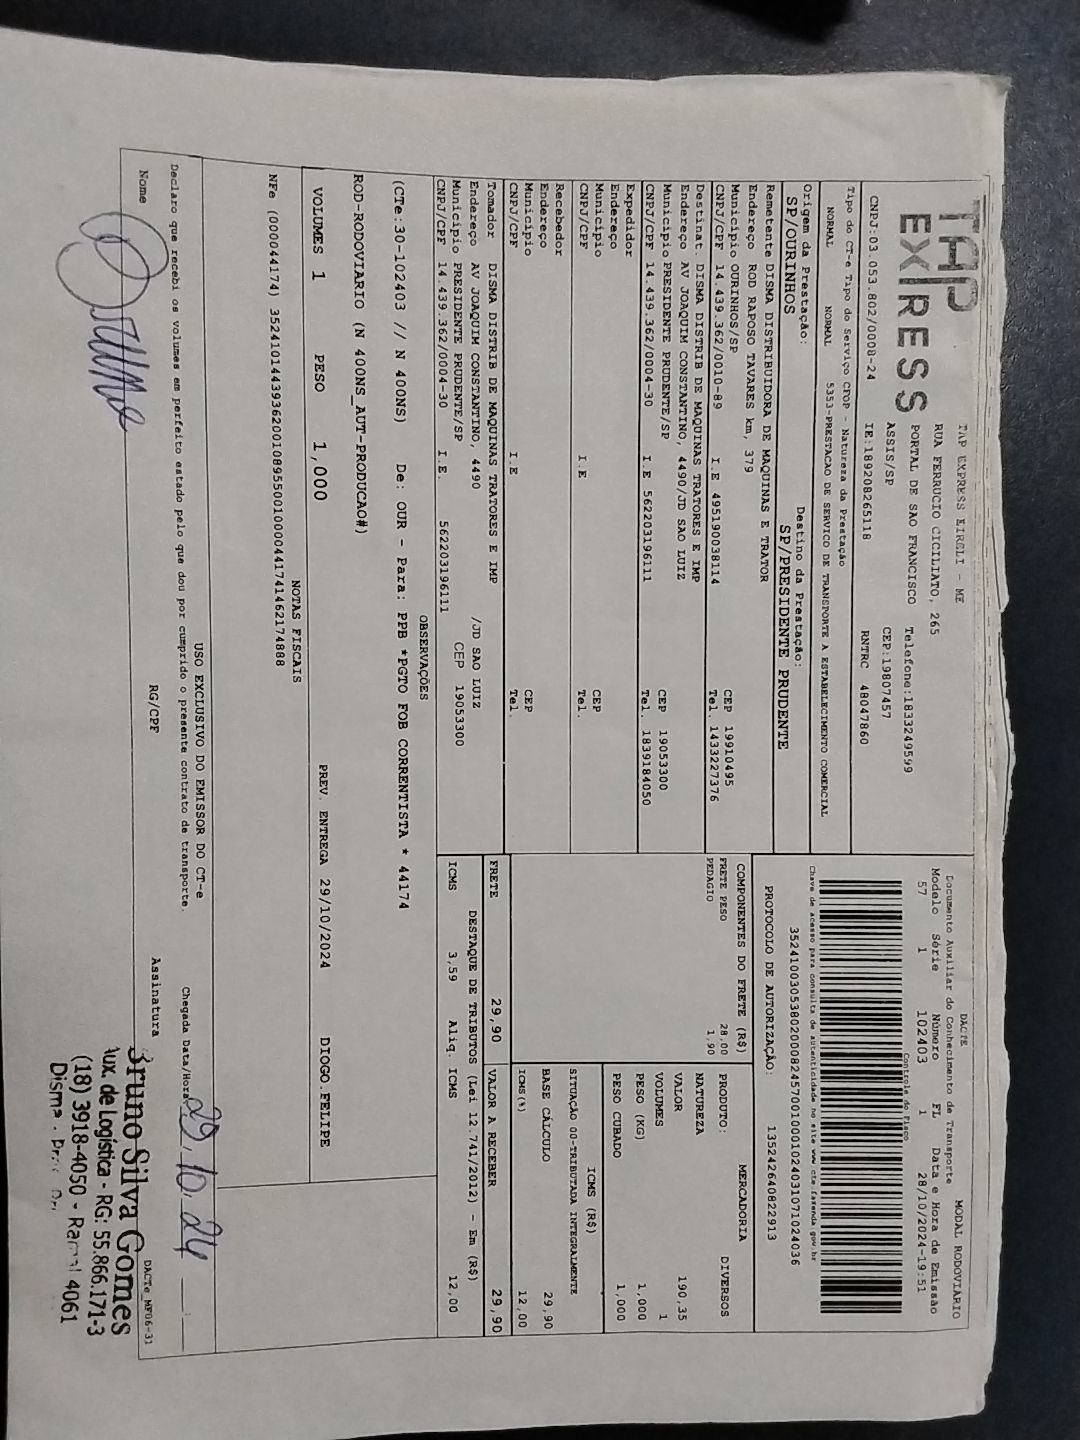 TAP
EXPRESS
TAP EXPRESS EIRELI - ME
RUA FERRUCIO CICILIATO, 265
PORTAL DE SAO FRANCISCO Telefone:1833249599
ASSIS/SP CEP:19807457
CNPJ:03.053.802/0008-24 IE:189208265118 RNTRC 48047860
DACTE MODAL RODOVIÁRIO
Documento Auxiliar do Conhecimento de Transporte
Modelo Série Número FL Data e Hora de Emissão
57 1 102403 1 28/10/2024-19:51
Controle do Fisco
Chave de acesso para consulta de autenticidade no site www.cte.fazenda.gov.br
35241003053802000824570010001024031071024036
PROTOCOLO DE AUTORIZAÇÃO: 135242640822913
Tipo do CT-e Tipo do Serviço CFOP - Natureza da Prestação
NORMAL NORMAL 5353-PRESTACAO DE SERVICO DE TRANSPORTE A ESTABELECIMENTO COMERCIAL
Origem da Prestação: Destino da Prestação:
SP/OURINHOS SP/PRESIDENTE PRUDENTE
Remetente DISMA DISTRIBUIDORA DE MAQUINAS E TRATOR
Endereço ROD RAPOSO TAVARES km, 379
Município OURINHOS/SP CEP 19910495
CNPJ/CPF 14.439.362/0010-89 I.E 495190038114 Tel. 1433227376
Destinat. DISMA DISTRIB DE MAQUINAS TRATORES E IMP
Endereço AV JOAQUIM CONSTANTINO, 4490/JD SAO LUIZ
Município PRESIDENTE PRUDENTE/SP CEP 19053300
CNPJ/CPF 14.439.362/0004-30 I.E 562203196111 Tel. 1839184050
Expedidor
Endereço
Município CEP
CNPJ/CPF I.E Tel.
Recebedor
Endereço
Município CEP
CNPJ/CPF I.E Tel.
Tomador DISMA DISTRIB DE MAQUINAS TRATORES E IMP
Endereço AV JOAQUIM CONSTANTINO, 4490 /JD SAO LUIZ
Município PRESIDENTE PRUDENTE/SP CEP 19053300
CNPJ/CPF 14.439.362/0004-30 I.E. 562203196111
COMPONENTES DO FRETE (R$)
FRETE PESO 28,00
PEDAGIO 1,90
MERCADORIA
PRODUTO: DIVERSOS
NATUREZA
VALOR 190,35
VOLUMES 1
PESO (KG) 1,000
PESO CUBADO 1,000
ICMS (R$)
SITUAÇÃO 00-TRIBUTADA INTEGRALMENTE
BASE CÁLCULO 29,90
ICMS(%) 12,00
FRETE 29,90 VALOR A RECEBER 29,90
DESTAQUE DE TRIBUTOS (Lei 12.741/2012) - Em (R$)
ICMS 3,59 Aliq. ICMS 12,00
OBSERVAÇÕES
(CTe:30-102403 // N 400NS) De: OUR - Para: PPB *PGTO FOB CORRENTISTA * 44174
ROD-RODOVIARIO (N 400NS_AUT-PRODUCAO#)
VOLUMES 1 PESO 1,000 PREV. ENTREGA 29/10/2024 DIOGO.FELIPE
NOTAS FISCAIS
NFe (000044174) 35241014439362001089550010000441741462174888
USO EXCLUSIVO DO EMISSOR DO CT-e
Declaro que recebi os volumes em perfeito estado pelo que dou por cumprido o presente contrato de transporte. Chegada Data/Hora 29.10.24
Nome RG/CPF Assinatura
DACTe_MF06-31
Bruno Silva Gomes
Aux. de Logística - RG: 55.866.171-3
(18) 3918-4050 - Ramal 4061